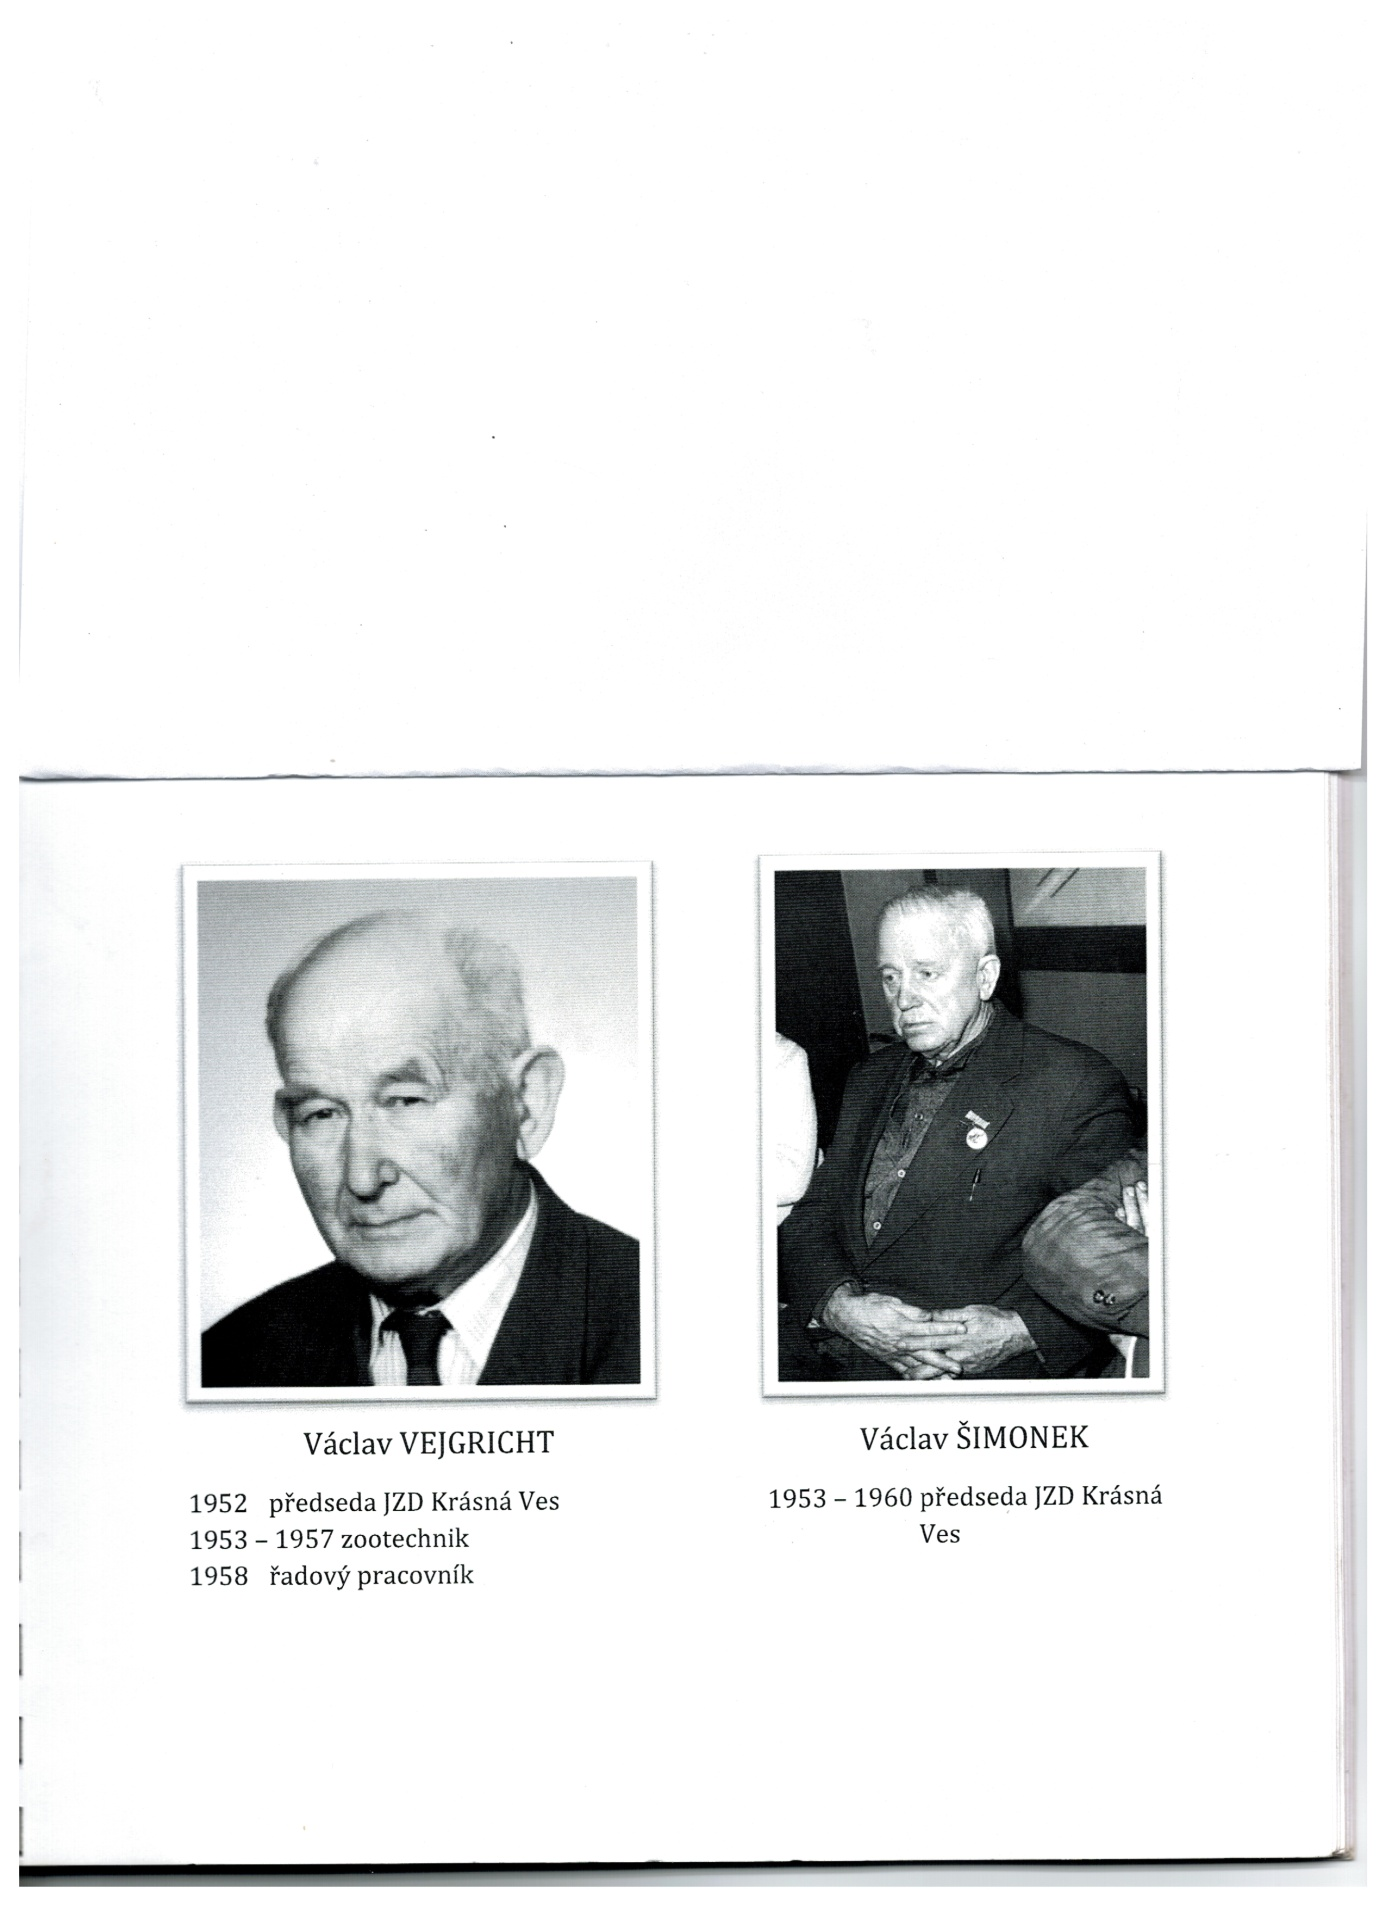 Václav VEJGRICHT
1952 předseda JZD Krásná Ves
1953 – 1957 zootechnik
1958 řadový pracovník
Václav ŠIMONEK
1953 – 1960 předseda JZD Krásná
Ves